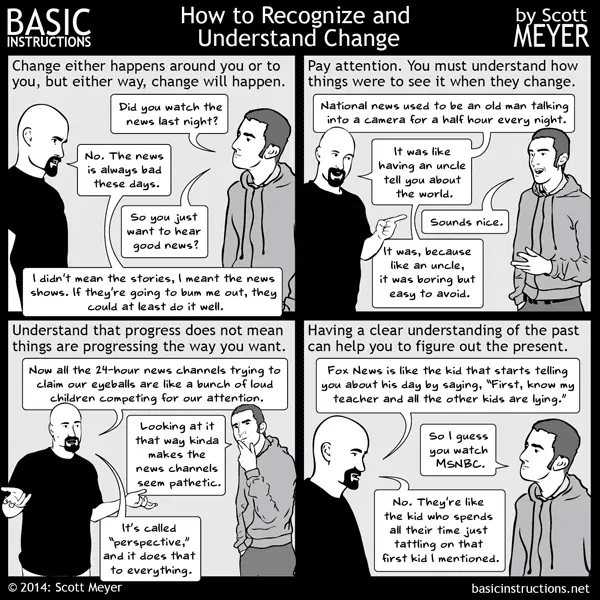 BASIC
INSTRUCTIONS
How to Recognize and
Understand Change
by Scott
MEYER
Change either happens around you or to
you, but either way, change will happen.
Did you watch the
news last night?
No. The news
is always bad
these days.
So you just
want to hear
good news?
I didn't mean the stories, I meant the news
shows. If they're going to bum me out, they
could at least do it well.
Pay attention. You must understand how
things were to see it when they change.
National news used to be an old man talking
into a camera for a half hour every night.
It was like
having an uncle
tell you about
the world.
Sounds nice.
It was, because
like an uncle,
it was boring but
easy to avoid.
Understand that progress does not mean
things are progressing the way you want.
Now all the 24-hour news channels trying to
claim our eyeballs are like a bunch of loud
children competing for our attention.
Looking at it
that way kinda
makes the
news channels
seem pathetic.
It's called
"perspective,"
and it does that
to everything.
Having a clear understanding of the past
can help you to figure out the present.
Fox News is like the kid that starts telling
you about his day by saying, "First, know my
teacher and all the other kids are lying."
So I guess
you watch
MSNBC.
No. They're like
the kid who spends
all their time just
tattling on that
first kid I mentioned.
© 2014: Scott Meyer
basicinstructions.net